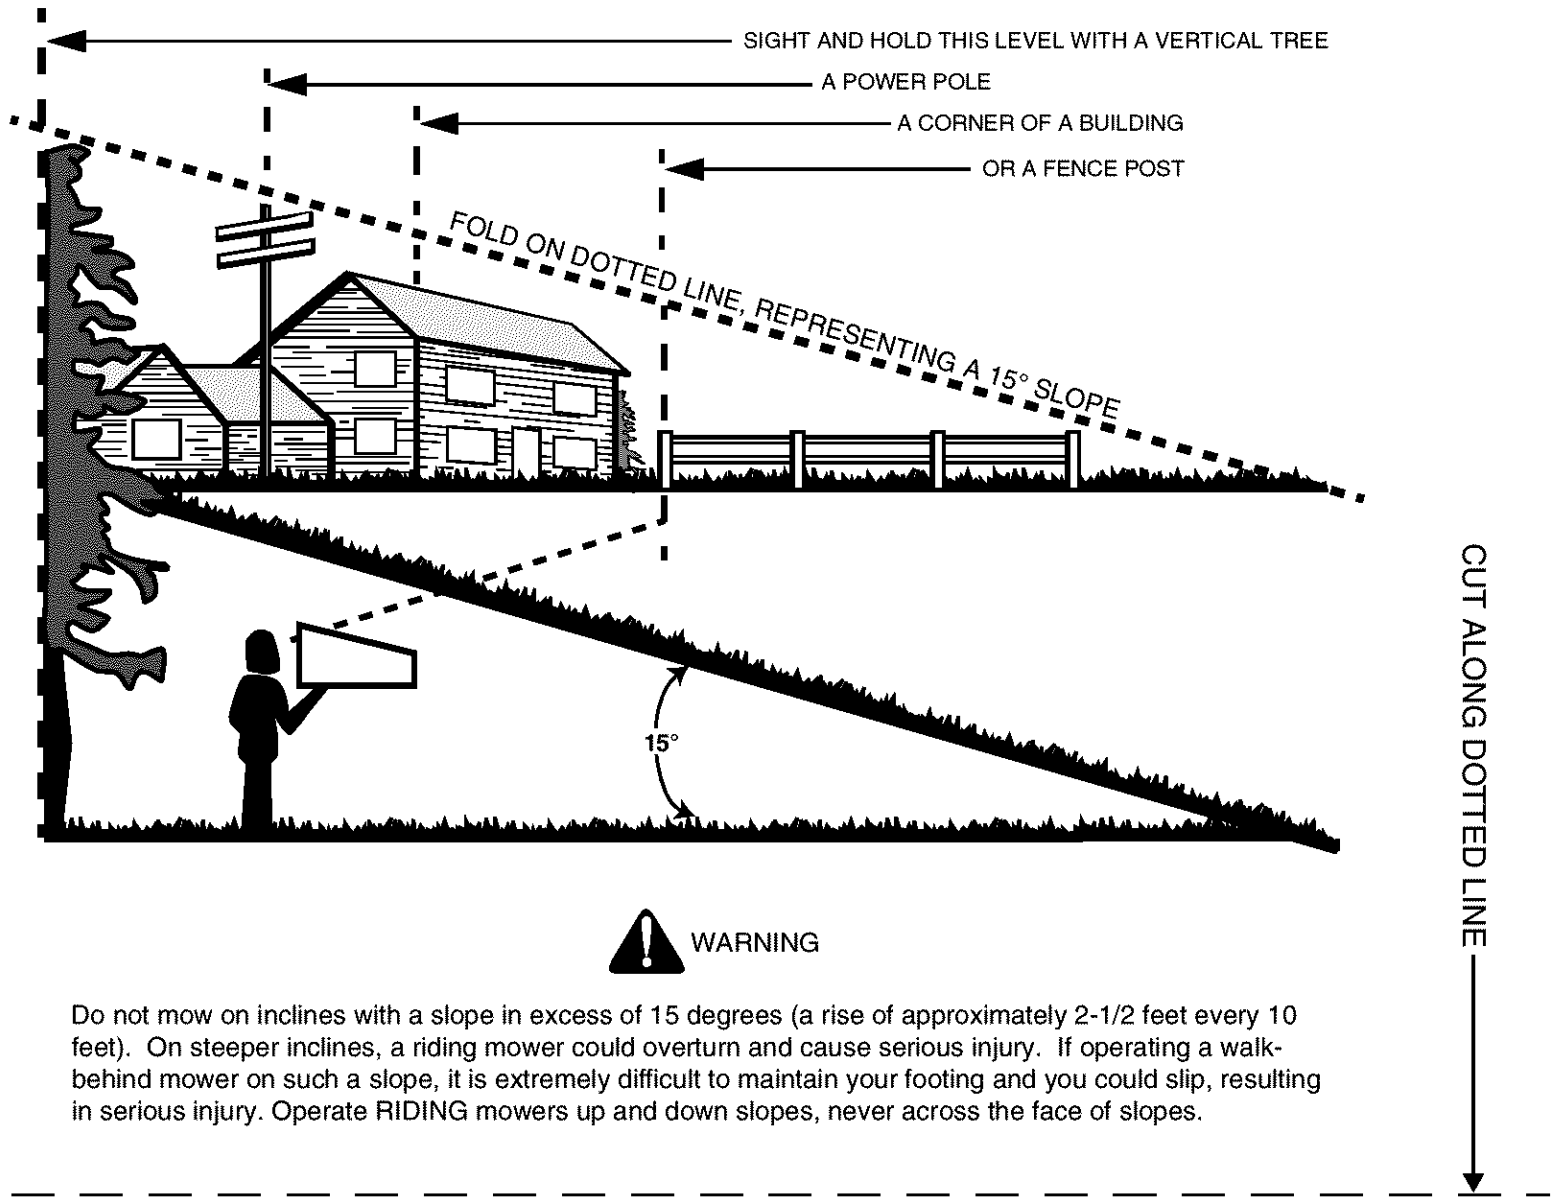 SIGHT AND HOLD THIS LEVEL WITH A VERTICAL TREE
A POWER POLE
A CORNER OF A BUILDING
OR A FENCE POST
FOLD ON DOTTED LINE, REPRESENTING A 15° SLOPE
15°
CUT ALONG DOTTED LINE
WARNING
Do not mow on inclines with a slope in excess of 15 degrees (a rise of approximately 2-1/2 feet every 10
feet). On steeper inclines, a riding mower could overturn and cause serious injury. If operating a walk-
behind mower on such a slope, it is extremely difficult to maintain your footing and you could slip, resulting
in serious injury. Operate RIDING mowers up and down slopes, never across the face of slopes.